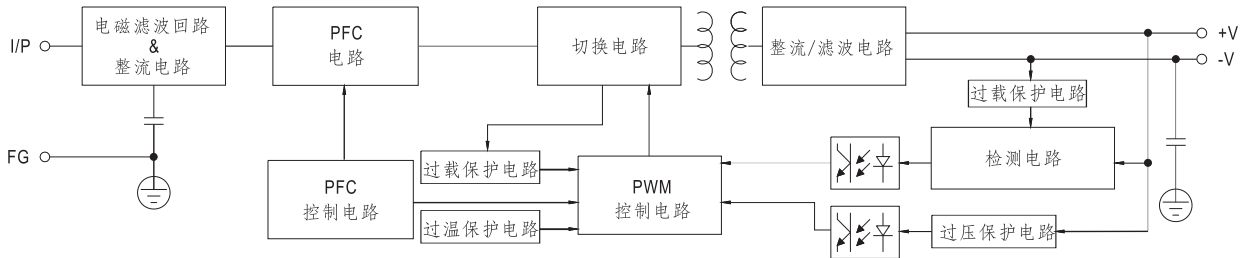 I/P
电磁滤波回路
&
整流电路
PFC
电路
切换电路
整流/滤波电路
+V
-V
过载保护电路
FG
过载保护电路
检测电路
PFC
控制电路
PWM
控制电路
过温保护电路
过压保护电路